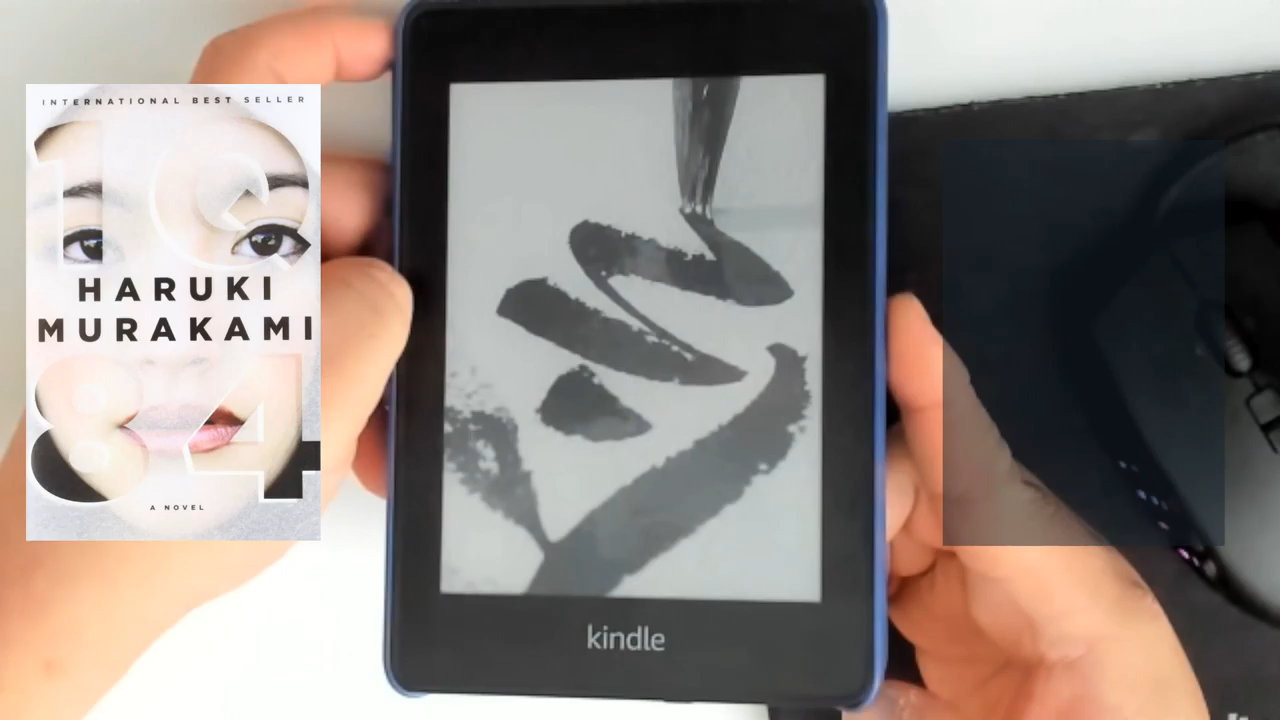 INTERNATIONAL BEST SELLER
1Q
HARUKI
MURAKAMI
84
A NOVEL
kindle